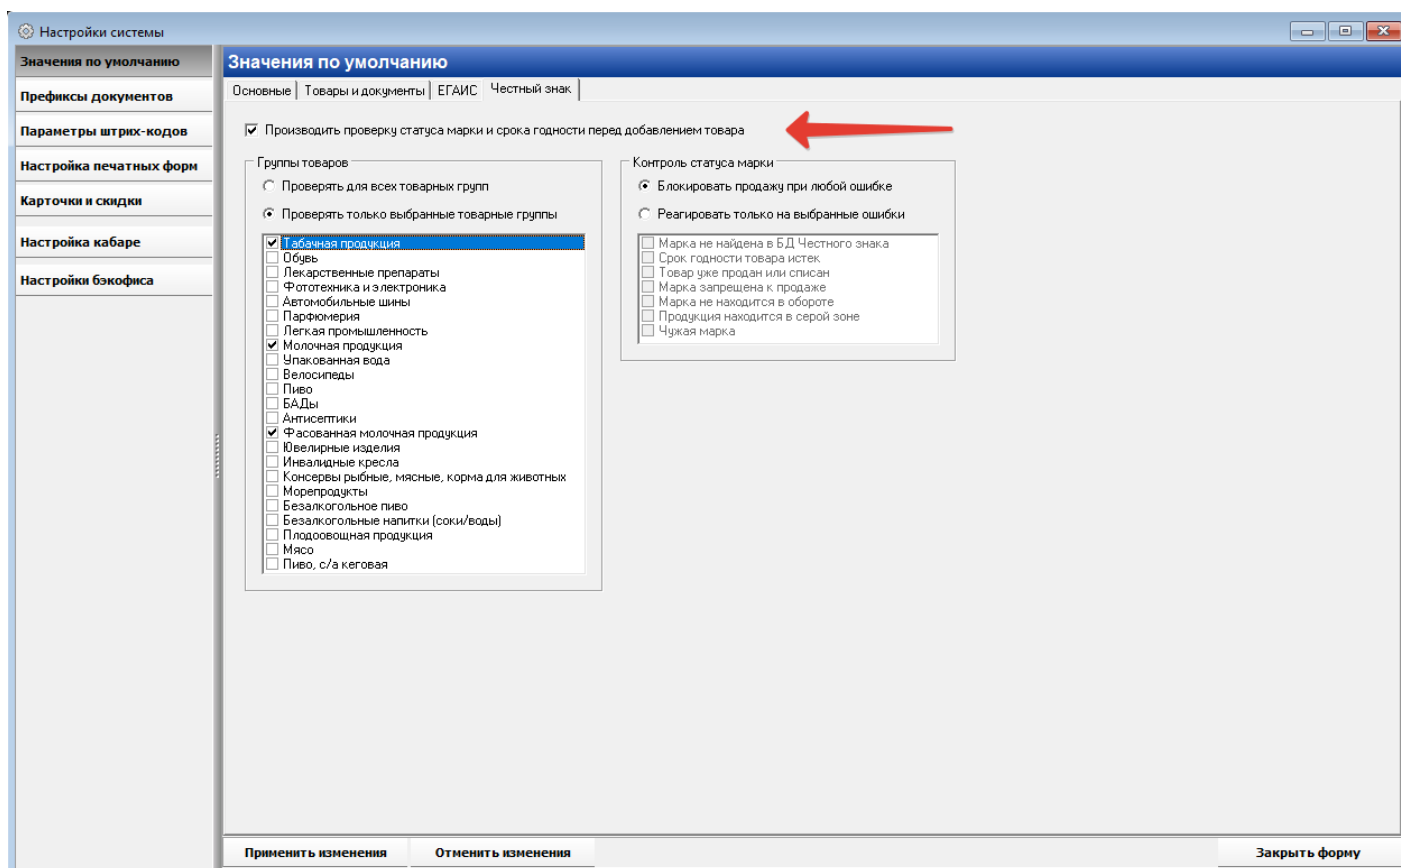 Настройки системы
Значения по умолчанию
Префиксы документов
Параметры штрих-кодов
Настройка печатных форм
Карточки и скидки
Настройка кабаре
Настройки бэкофиса
Значения по умолчанию
Основные Товары и документы ЕГАИС Честный знак
Производить проверку статуса марки и срока годности перед добавлением товара
Группы товаров
Проверять для всех товарных групп
Проверять только выбранные товарные группы
Табачная продукция
Обувь
Лекарственные препараты
Фототехника и электроника
Автомобильные шины
Парфюмерия
Легкая промышленность
Молочная продукция
Упакованная вода
Велосипеды
Пиво
БАДы
Антисептики
Фасованная молочная продукция
Ювелирные изделия
Инвалидные кресла
Консервы рыбные, мясные, корма для животных
Морепродукты
Безалкогольное пиво
Безалкогольные напитки (соки/воды)
Плодоовощная продукция
Мясо
Пиво, с/а кеговая
Контроль статуса марки
Блокировать продажу при любой ошибке
Реагировать только на выбранные ошибки
Марка не найдена в БД Честного знака
Срок годности товара истек
Товар уже продан или списан
Марка запрещена к продаже
Марка не находится в обороте
Продукция находится в серой зоне
Чужая марка
Применить изменения Отменить изменения Закрыть форму